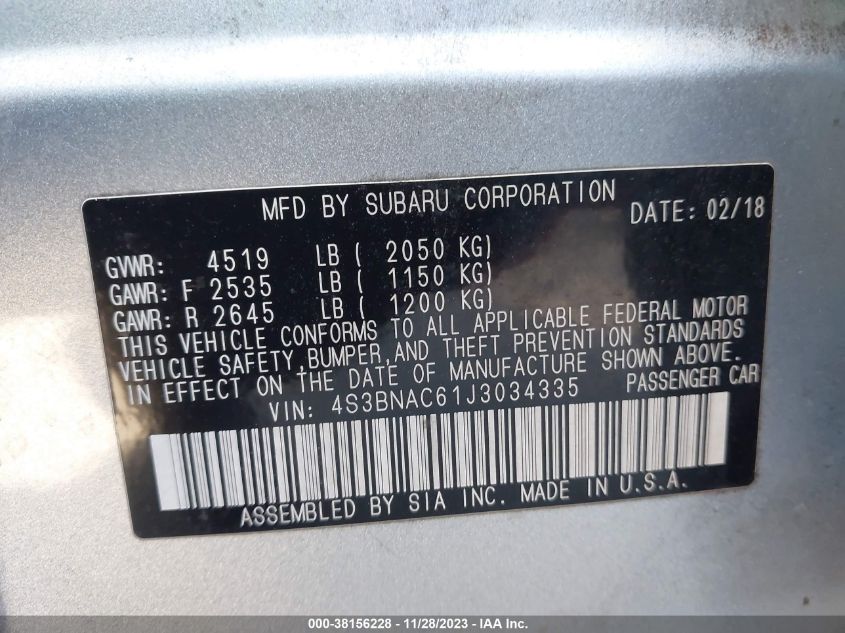 MFD BY SUBARU CORPORATION DATE: 02/18
GVWR: 4519 LB ( 2050 KG)
GAWR: F 2535 LB ( 1150 KG)
GAWR: R 2645 LB ( 1200 KG)
THIS VEHICLE CONFORMS TO ALL APPLICABLE FEDERAL MOTOR
VEHICLE SAFETY,BUMPER,AND THEFT PREVENTION STANDARDS
IN EFFECT ON THE DATE OF MANUFACTURE SHOWN ABOVE.
VIN: 4S3BNAC61J3034335 PASSENGER CAR
ASSEMBLED BY SIA INC. MADE IN U.S.A.
000-38156228 - 11/28/2023 - IAA Inc.